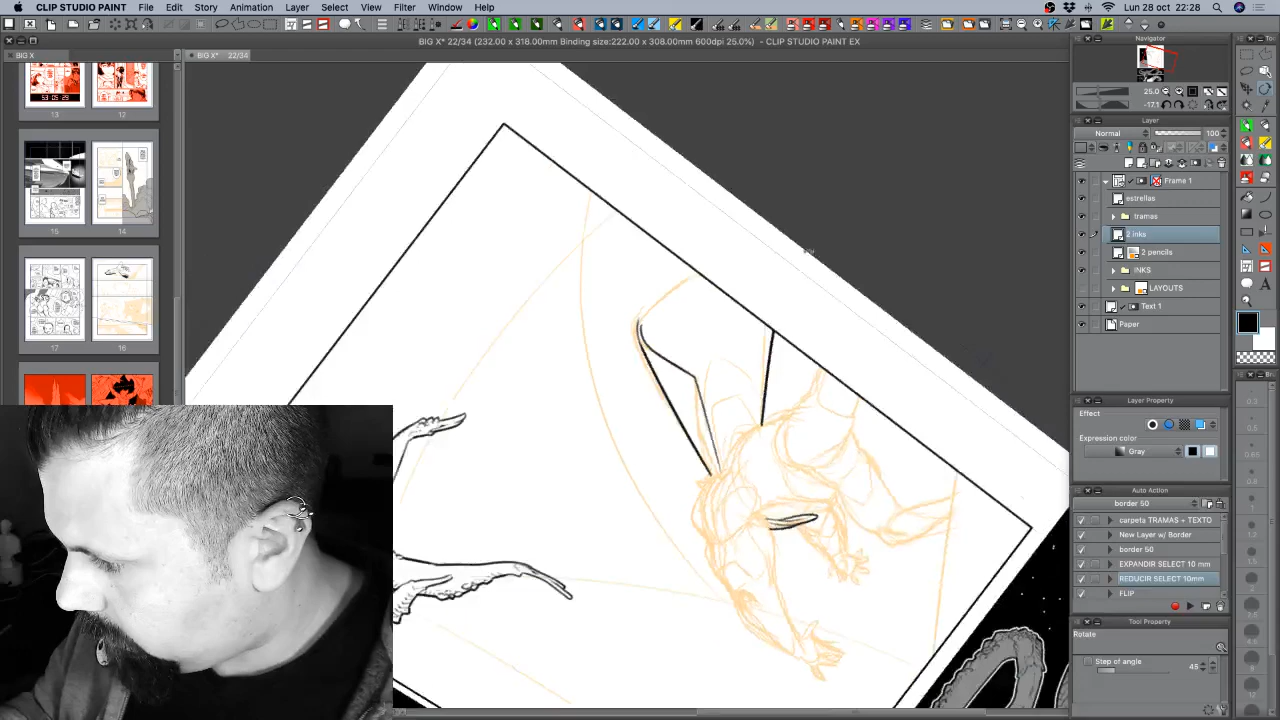 CLIP STUDIO PAINT File Edit Story Animation Layer Select View Filter Window Help Lun 28 oct 22:28
BIG X* 22/34 (232.00 x 318.00mm Binding size:222.00 x 308.00mm 600dpi 25.0%) - CLIP STUDIO PAINT EX
BIG X
BIG X* 22/34
13
12
15
14
17
16
Navigator
25.0
-17.1
Layer
Normal
100
Frame 1
estrellas
tramas
2 inks
2 pencils
INKS
LAYOUTS
Text 1
Paper
Layer Property
Effect
Expression color
Gray
Auto Action
border 50
carpeta TRAMAS + TEXTO
New Layer w/ Border
border 50
EXPANDIR SELECT 10 mm
REDUCIR SELECT 10mm
FLIP
Tool Property
Rotate
Step of angle
45